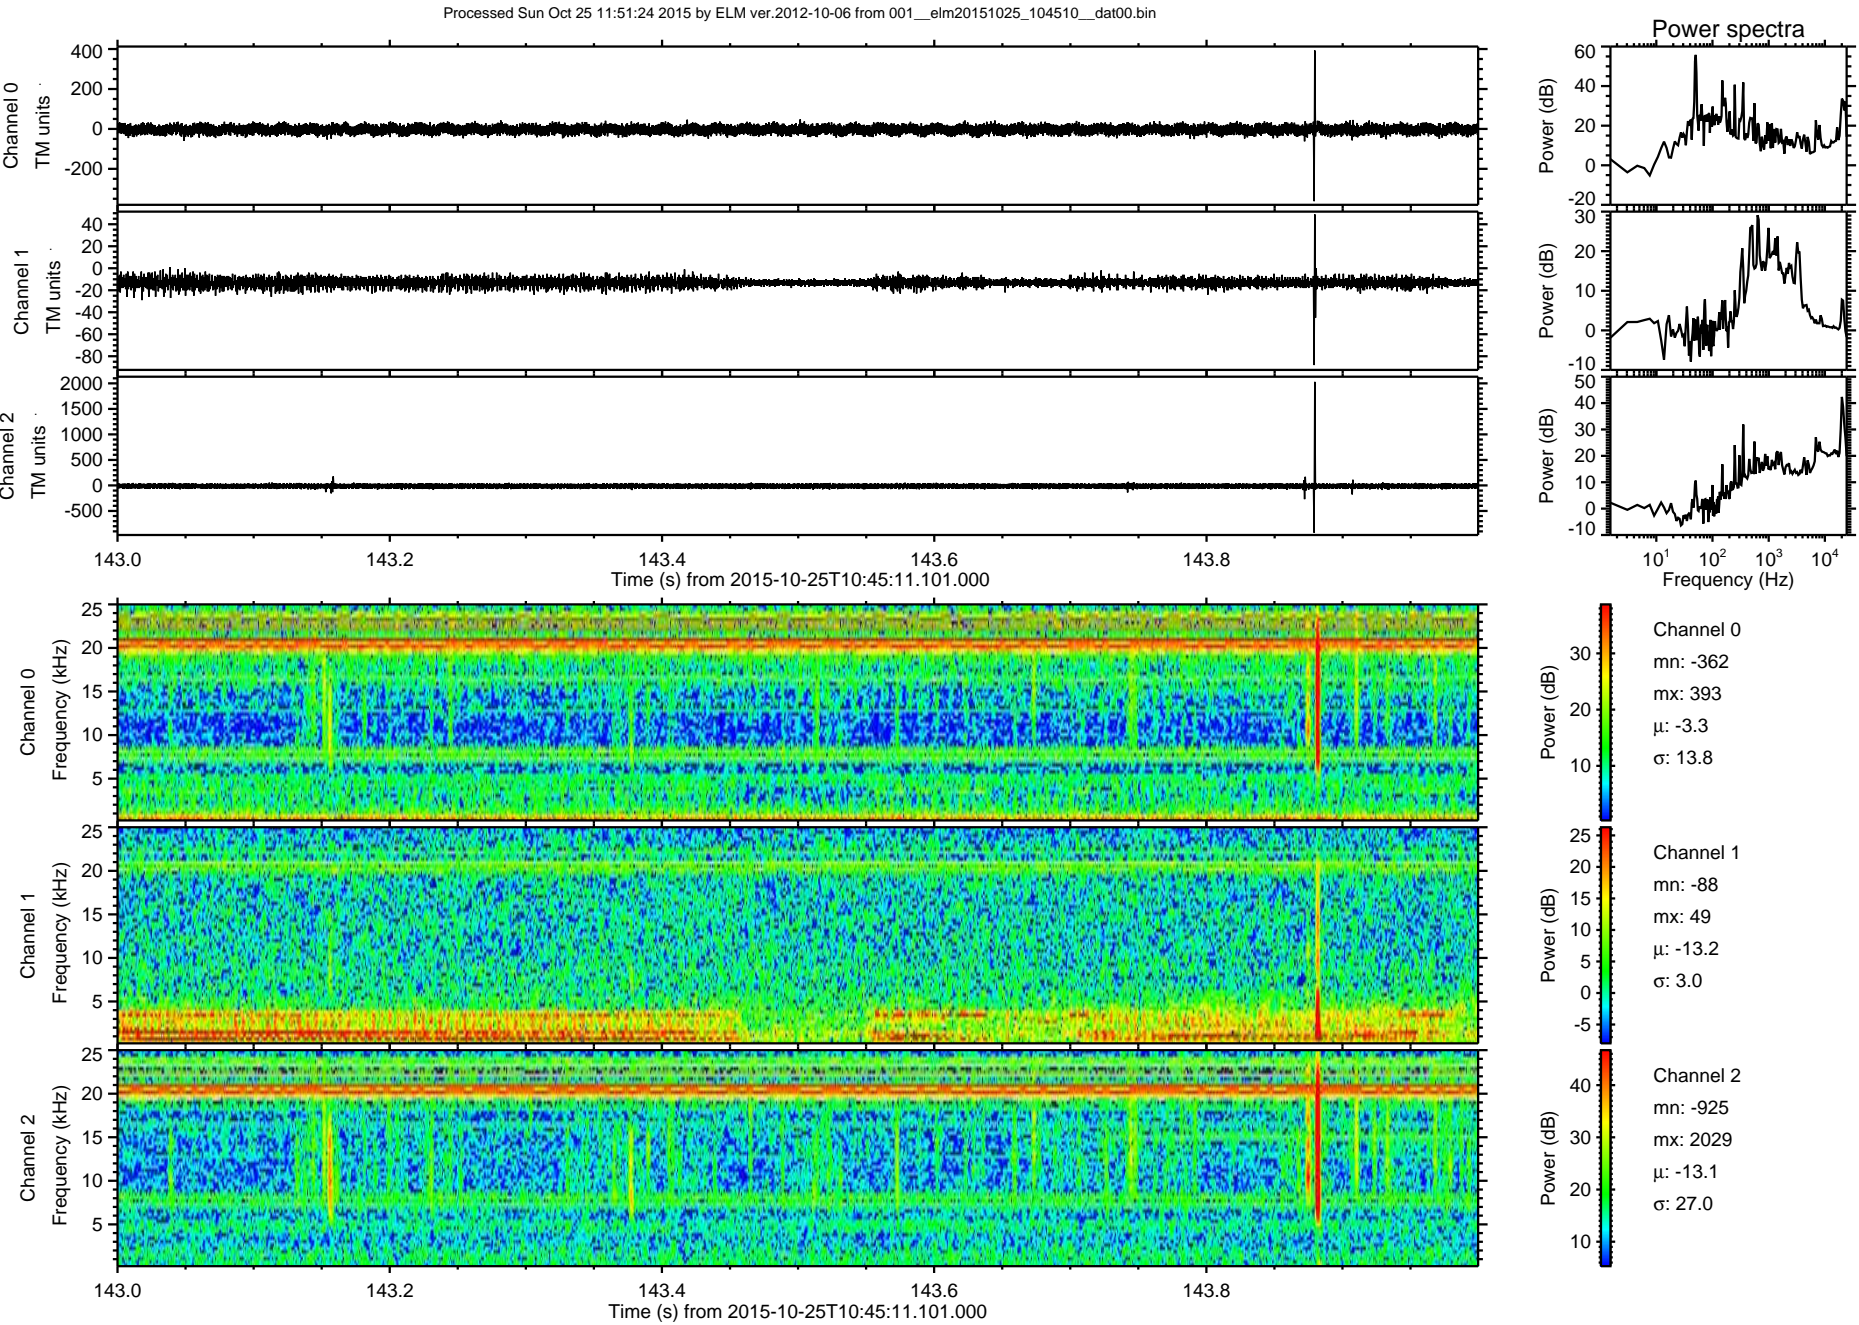 Processed Sun Oct 25 11:51:24 2015 by ELM ver.2012-10-06 from 001__elm20151025_104510__dat00.bin
Power spectra
Channel 0
TM units
400
200
0
-200
Power (dB)
60
40
20
0
-20
Channel 1
TM units
40
20
0
-20
-40
-60
-80
Power (dB)
30
20
10
0
-10
Channel 2
TM units
2000
1500
1000
500
0
-500
Power (dB)
50
40
30
20
10
0
-10
143.0 143.2 143.4 143.6 143.8
Time (s) from 2015-10-25T10:45:11.101.000
10^1 10^2 10^3 10^4
Frequency (Hz)
Channel 0
Frequency (kHz)
25
20
15
10
5
Power (dB)
30
20
10
Channel 0
mn: -362
mx: 393
μ: -3.3
σ: 13.8
Channel 1
Frequency (kHz)
25
20
15
10
5
Power (dB)
25
20
15
10
5
0
-5
Channel 1
mn: -88
mx: 49
μ: -13.2
σ: 3.0
Channel 2
Frequency (kHz)
25
20
15
10
5
Power (dB)
40
30
20
10
Channel 2
mn: -925
mx: 2029
μ: -13.1
σ: 27.0
143.0 143.2 143.4 143.6 143.8
Time (s) from 2015-10-25T10:45:11.101.000